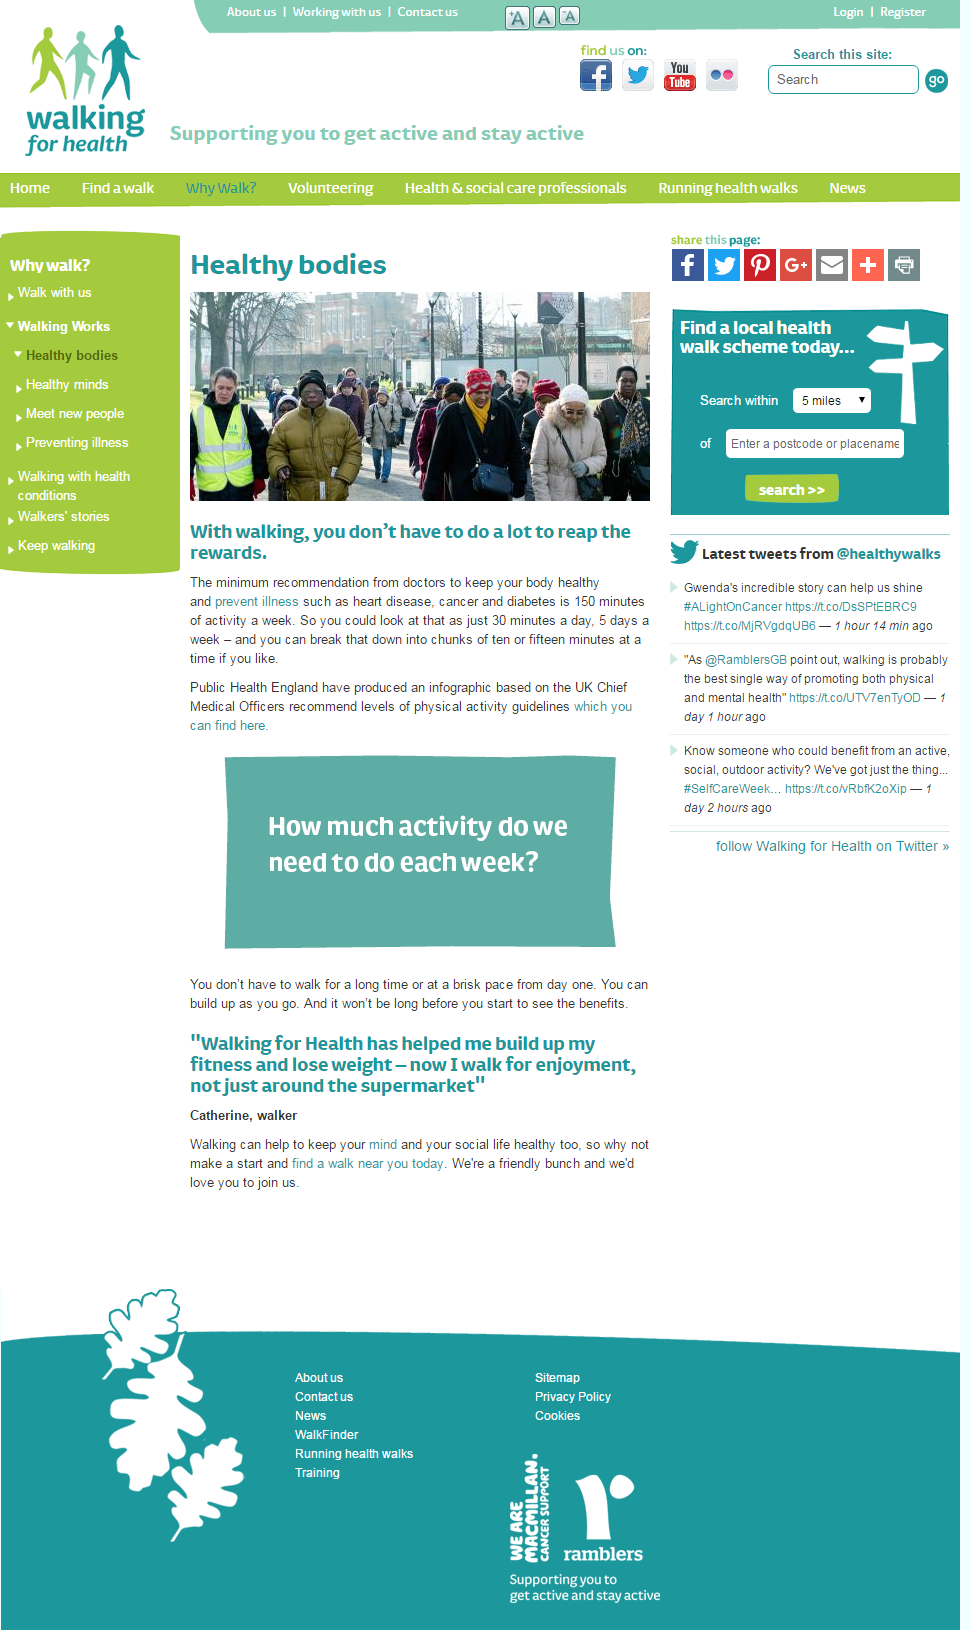 About us | Working with us | Contact us
+A A -A
Login | Register
walking
for health
Supporting you to get active and stay active
find us on:
You
Tube
Search this site:
Search
go
Home Find a walk Why Walk? Volunteering Health & social care professionals Running health walks News
Why walk?
Walk with us
Walking Works
Healthy bodies
Healthy minds
Meet new people
Preventing illness
Walking with health
conditions
Walkers' stories
Keep walking
Healthy bodies
With walking, you don't have to do a lot to reap the
rewards.
The minimum recommendation from doctors to keep your body healthy
and prevent illness such as heart disease, cancer and diabetes is 150 minutes
of activity a week. So you could look at that as just 30 minutes a day, 5 days a
week – and you can break that down into chunks of ten or fifteen minutes at a
time if you like.
Public Health England have produced an infographic based on the UK Chief
Medical Officers recommend levels of physical activity guidelines which you
can find here.
How much activity do we
need to do each week?
You don't have to walk for a long time or at a brisk pace from day one. You can
build up as you go. And it won't be long before you start to see the benefits.
"Walking for Health has helped me build up my
fitness and lose weight – now I walk for enjoyment,
not just around the supermarket"
Catherine, walker
Walking can help to keep your mind and your social life healthy too, so why not
make a start and find a walk near you today. We're a friendly bunch and we'd
love you to join us.
share this page:
G+
Find a local health
walk scheme today...
Search within 5 miles
of Enter a postcode or placename
search >>
Latest tweets from @healthywalks
Gwenda's incredible story can help us shine
#ALightOnCancer https://t.co/DsSPtEBRC9
https://t.co/MjRVgdqUB6 — 1 hour 14 min ago
"As @RamblersGB point out, walking is probably
the best single way of promoting both physical
and mental health" https://t.co/UTV7enTyOD — 1
day 1 hour ago
Know someone who could benefit from an active,
social, outdoor activity? We've got just the thing...
#SelfCareWeek… https://t.co/vRbfK2oXip — 1
day 2 hours ago
follow Walking for Health on Twitter »
About us
Contact us
News
WalkFinder
Running health walks
Training
Sitemap
Privacy Policy
Cookies
WE ARE
MACMILLAN.
CANCER SUPPORT
r
ramblers
Supporting you to
get active and stay active